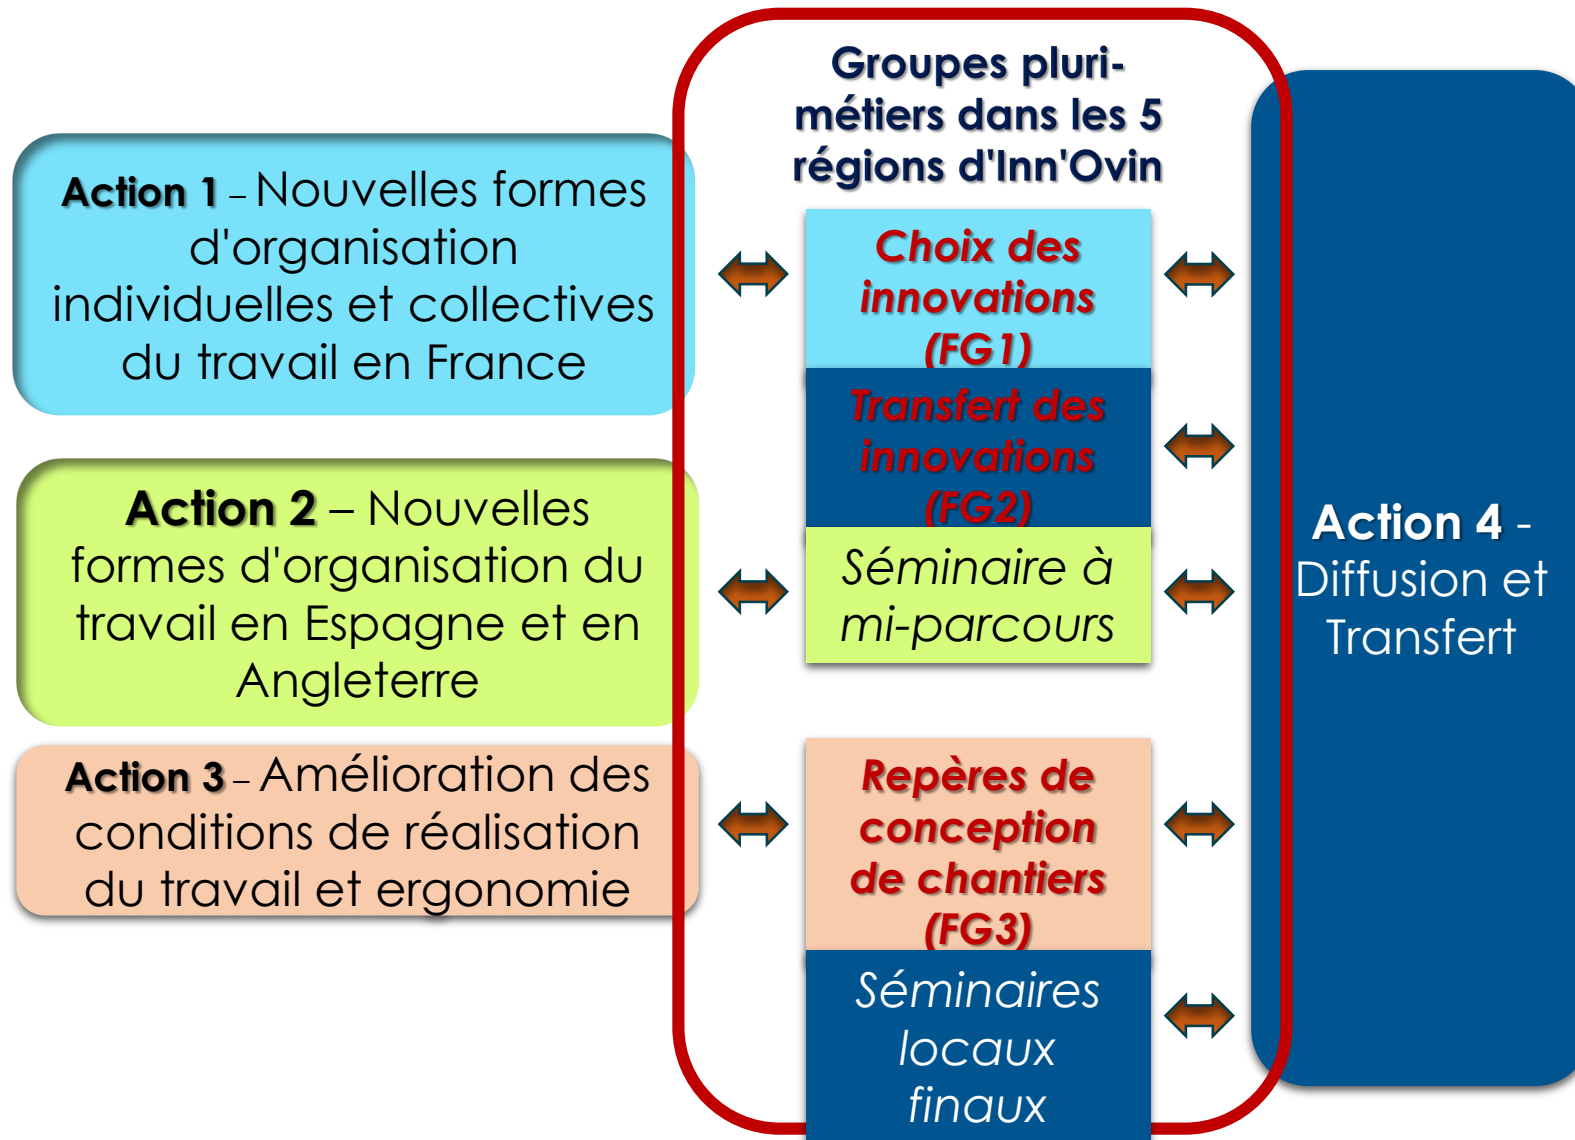 Groupes pluri-
métiers dans les 5
régions d'Inn'Ovin
Action 1 – Nouvelles formes
d'organisation
individuelles et collectives
du travail en France
Choix des
innovations
(FG1)
Transfert des
innovations
(FG2)
Action 2 – Nouvelles
formes d'organisation du
travail en Espagne et en
Angleterre
Séminaire à
mi-parcours
Action 3 – Amélioration des
conditions de réalisation
du travail et ergonomie
Repères de
conception
de chantiers
(FG3)
Séminaires
locaux
finaux
Action 4 -
Diffusion et
Transfert